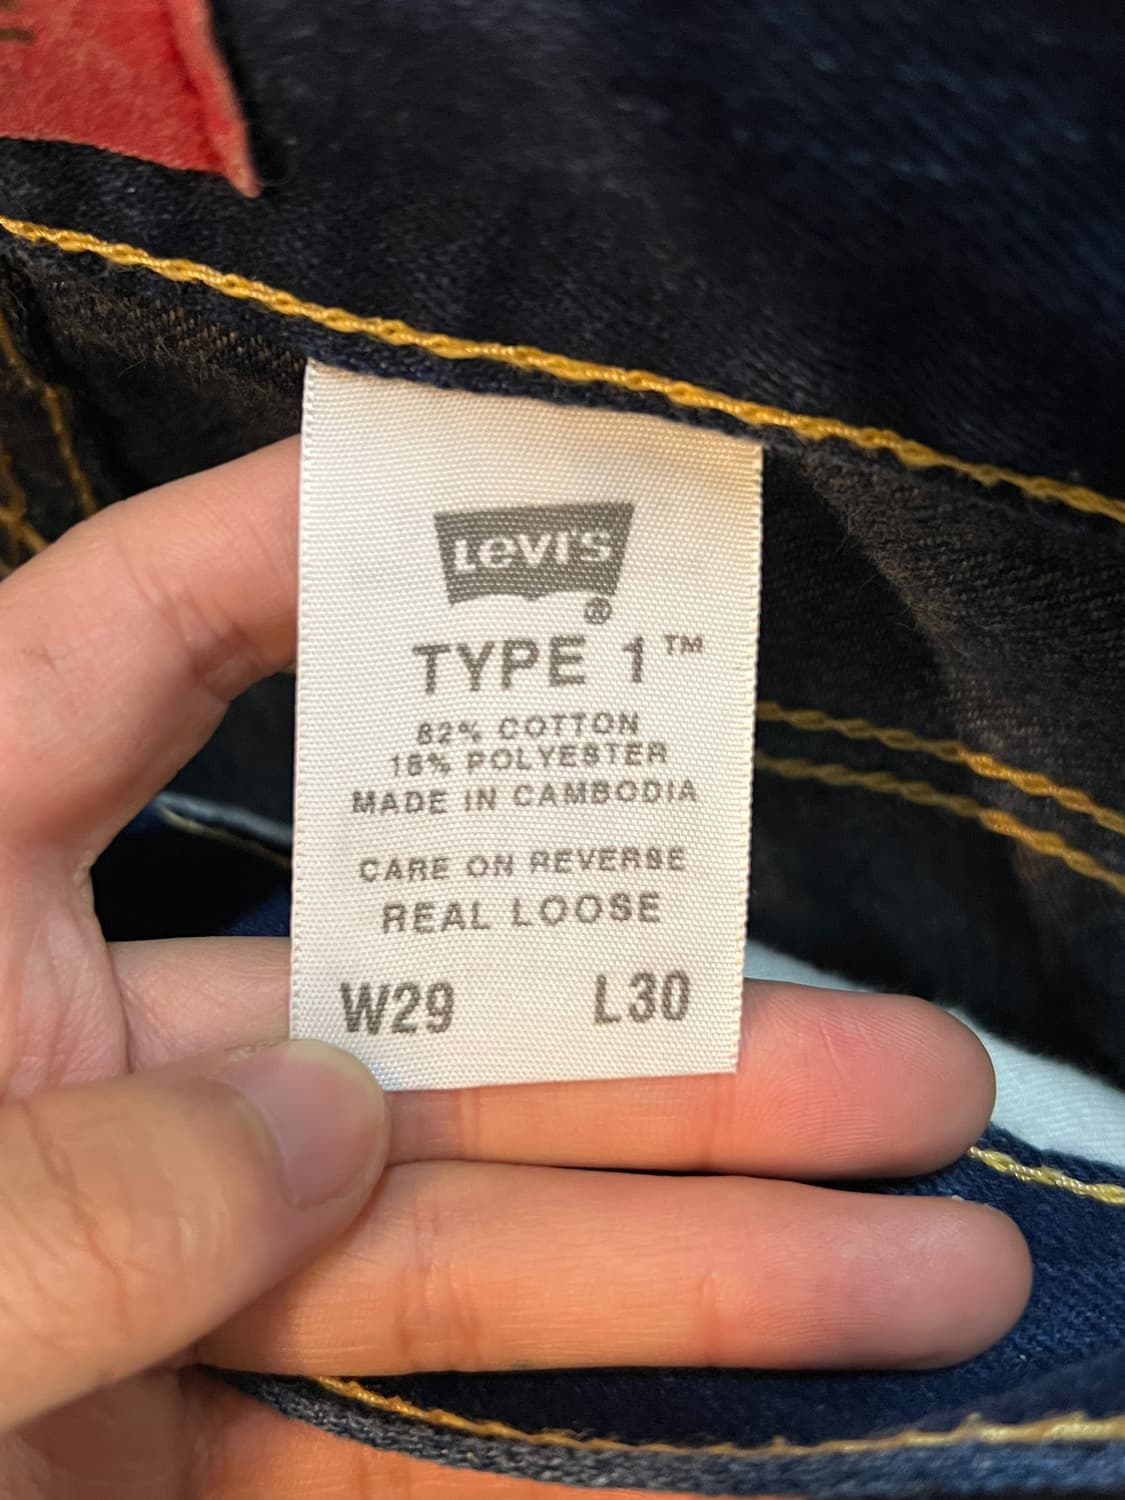 Levi's
®
TYPE 1™
82% COTTON
18% POLYESTER
MADE IN CAMBODIA
CARE ON REVERSE
REAL LOOSE
W29 L30